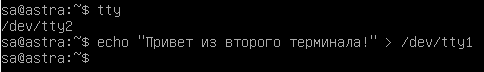 sa@astra:~$ tty
/dev/tty2
sa@astra:~$ echo "Привет из второго терминала!" > /dev/tty1
sa@astra:~$